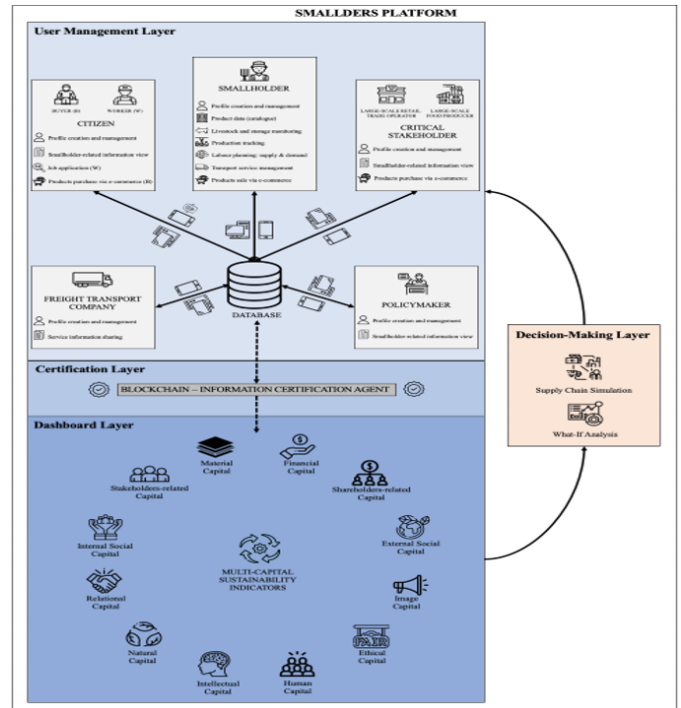 SMALLDERS PLATFORM
User Management Layer
BUYER (B)
WORKER (W)
CITIZEN
Profile creation and management
Smallholder-related information view
Job application (W)
Products purchase via e-commerce (B)
SMALLHOLDER
Profile creation and management
Product data (catalogue)
Livestock and storage monitoring
Production tracking
Labour planning: supply & demand
Transport service management
Products sale via e-commerce
LARGE-SCALE RETAIL
TRADE OPERATOR
LARGE-SCALE
FOOD PRODUCER
CRITICAL
STAKEHOLDER
Profile creation and management
Smallholder-related information view
Products purchase via e-commerce
FREIGHT TRANSPORT
COMPANY
Profile creation and management
Service information sharing
DATABASE
POLICYMAKER
Profile creation and management
Smallholder-related information view
Certification Layer
BLOCKCHAIN – INFORMATION CERTIFICATION AGENT
Decision-Making Layer
Supply Chain Simulation
What-If Analysis
Dashboard Layer
Material
Capital
Financial
Capital
Stakeholders-related
Capital
Shareholders-related
Capital
Internal Social
Capital
External Social
Capital
MULTI-CAPITAL
SUSTAINABILITY
INDICATORS
Relational
Capital
Image
Capital
Natural
Capital
FAIR
Ethical
Capital
Intellectual
Capital
Human
Capital